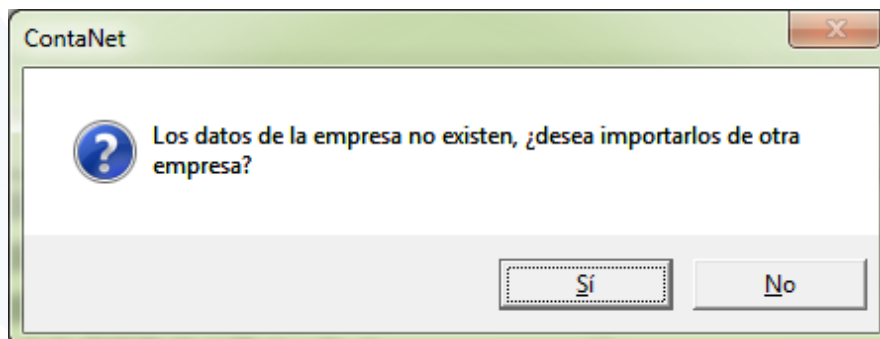 ContaNet
Los datos de la empresa no existen, ¿desea importarlos de otra
empresa?
Sí
No